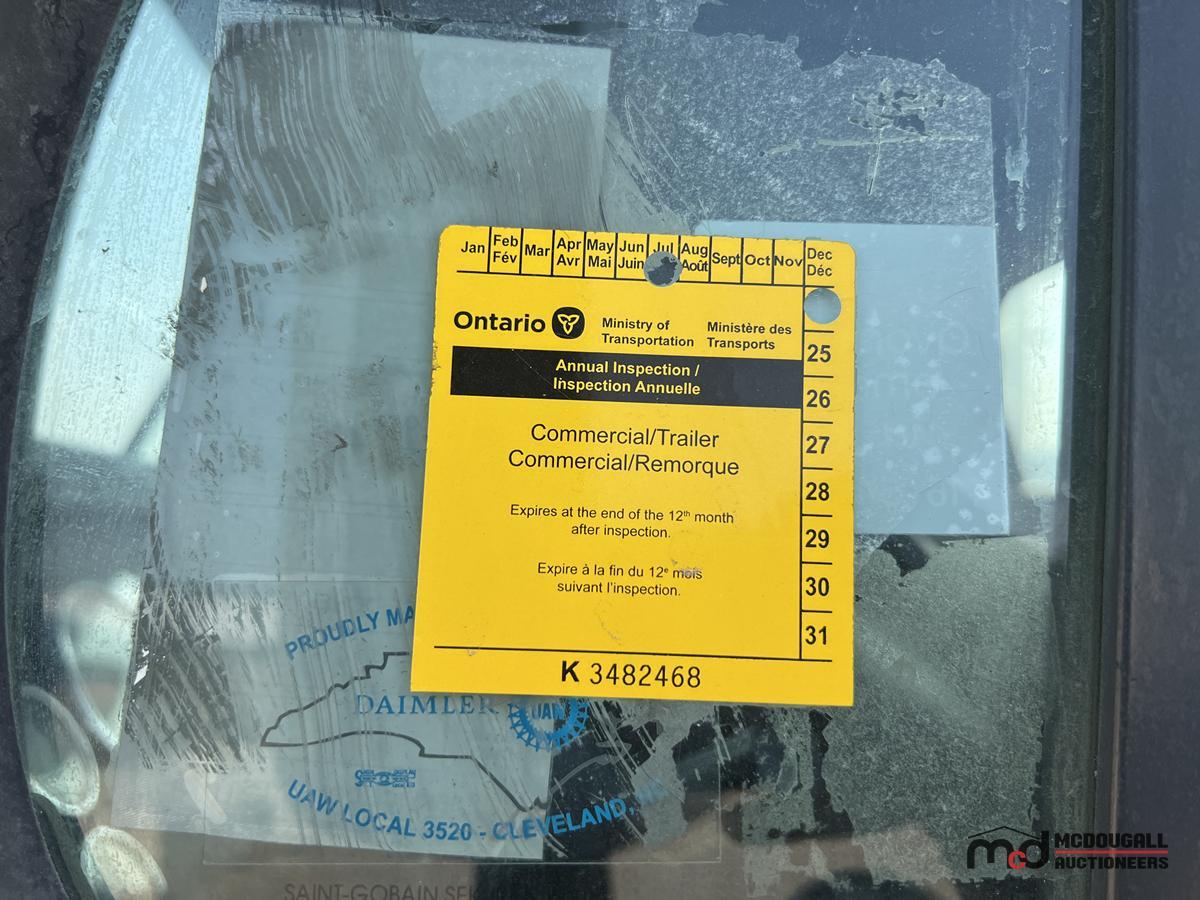 Jan Feb Mar Apr May Jun Jul Aug Sept Oct Nov Dec
Fév Avr Mai Juin Août Déc
Ontario Ministry of Ministère des
Transportation Transports
Annual Inspection /
Inspection Annuelle
Commercial/Trailer
Commercial/Remorque
Expires at the end of the 12th month
after inspection.
Expire à la fin du 12e mois
suivant l'inspection.
25
26
27
28
29
30
31
K 3482468
PROUDLY
DAIMLER
UAW
UAW LOCAL 3520 - CLEVELAND,
SAINT-GOBAIN
mcd MCDOUGALL
AUCTIONEERS